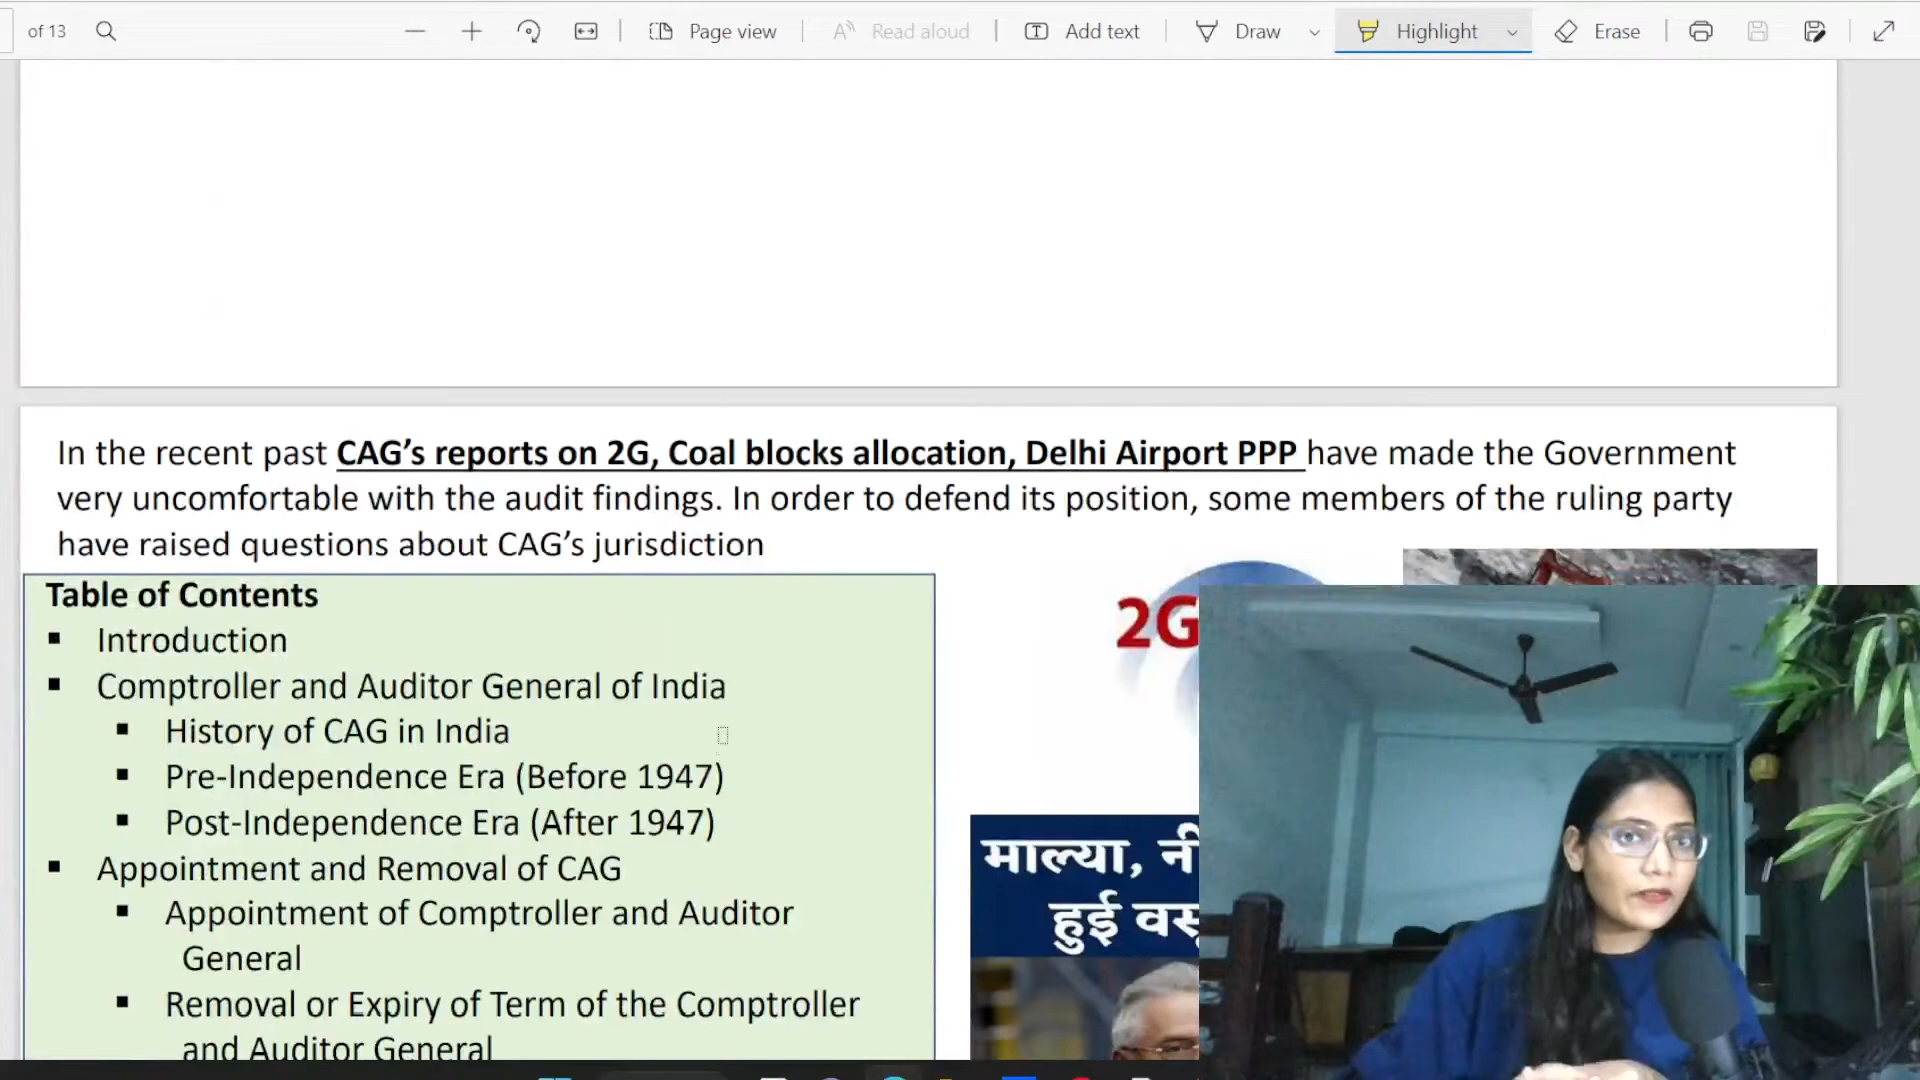 of 13
Page view
Read aloud
Add text
Draw
Highlight
Erase
In the recent past CAG’s reports on 2G, Coal blocks allocation, Delhi Airport PPP have made the Government
very uncomfortable with the audit findings. In order to defend its position, some members of the ruling party
have raised questions about CAG’s jurisdiction
Table of Contents
▪ Introduction
▪ Comptroller and Auditor General of India
▪ History of CAG in India
▪ Pre-Independence Era (Before 1947)
▪ Post-Independence Era (After 1947)
▪ Appointment and Removal of CAG
▪ Appointment of Comptroller and Auditor
General
▪ Removal or Expiry of Term of the Comptroller
and Auditor General
2G
माल्या,
हुई